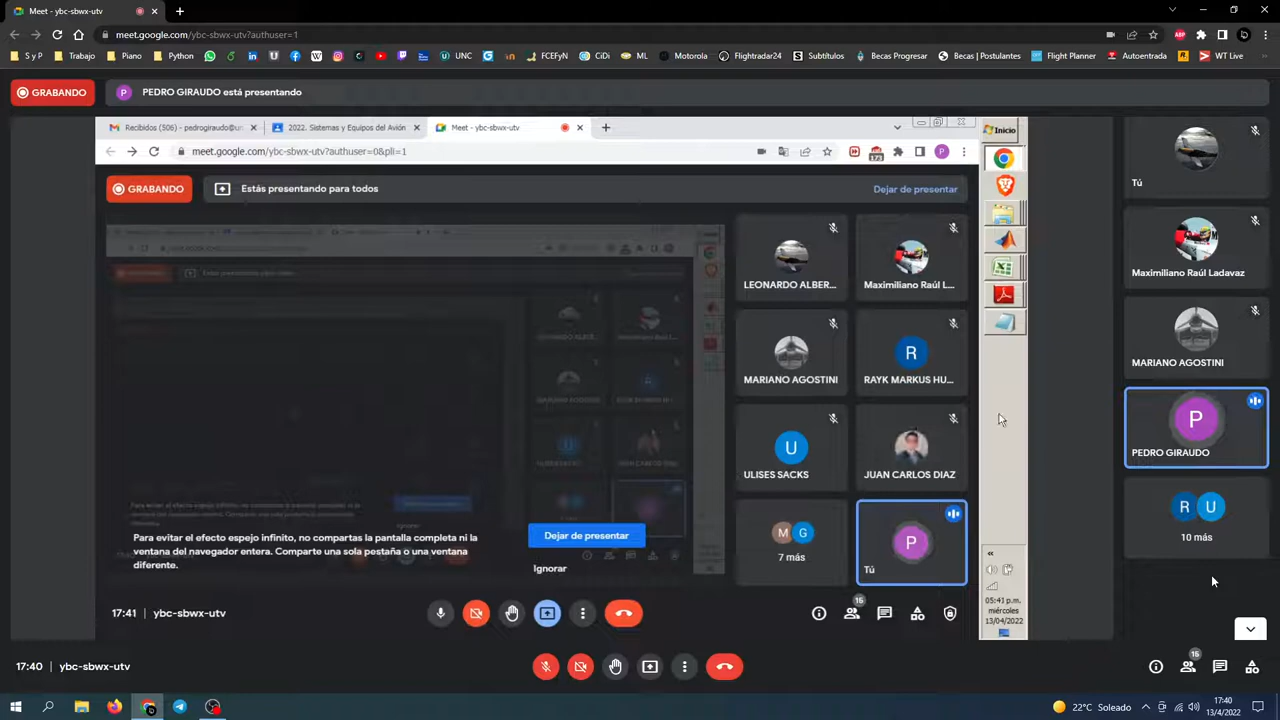 Meet - ybc-sbwx-utv
meet.google.com/ybc-sbwx-utv?authuser=1
S y P
Trabajo
Piano
Python
UNC
FCEFyN
CiDi
ML
Motorola
Flightradar24
Subtítulos
Becas Progresar
Becas | Postulantes
Flight Planner
Autoentrada
WT Live
GRABANDO
P
PEDRO GIRAUDO está presentando
Recibidos (506) - pedrogiraudo@u
2022. Sistemas y Equipos del Avión
Meet - ybc-sbwx-utv
Inicio
meet.google.com/ybc-sbwx-utv?authuser=0&pli=1
GRABANDO
Estás presentando para todos
Dejar de presentar
LEONARDO ALBER...
Maximiliano Raúl L...
MARIANO AGOSTINI
R
RAYK MARKUS HU...
U
ULISES SACKS
JUAN CARLOS DIAZ
M G
7 más
P
Tú
Para evitar el efecto espejo infinito, no compartas la pantalla completa ni la
ventana del navegador entera. Comparte una sola pestaña o una ventana
diferente.
Dejar de presentar
Ignorar
17:41 | ybc-sbwx-utv
15
05:41 p.m.
miércoles
13/04/2022
Tú
Maximiliano Raúl Ladavaz
MARIANO AGOSTINI
P
PEDRO GIRAUDO
R U
10 más
17:40 | ybc-sbwx-utv
15
22°C Soleado
17:40
13/4/2022